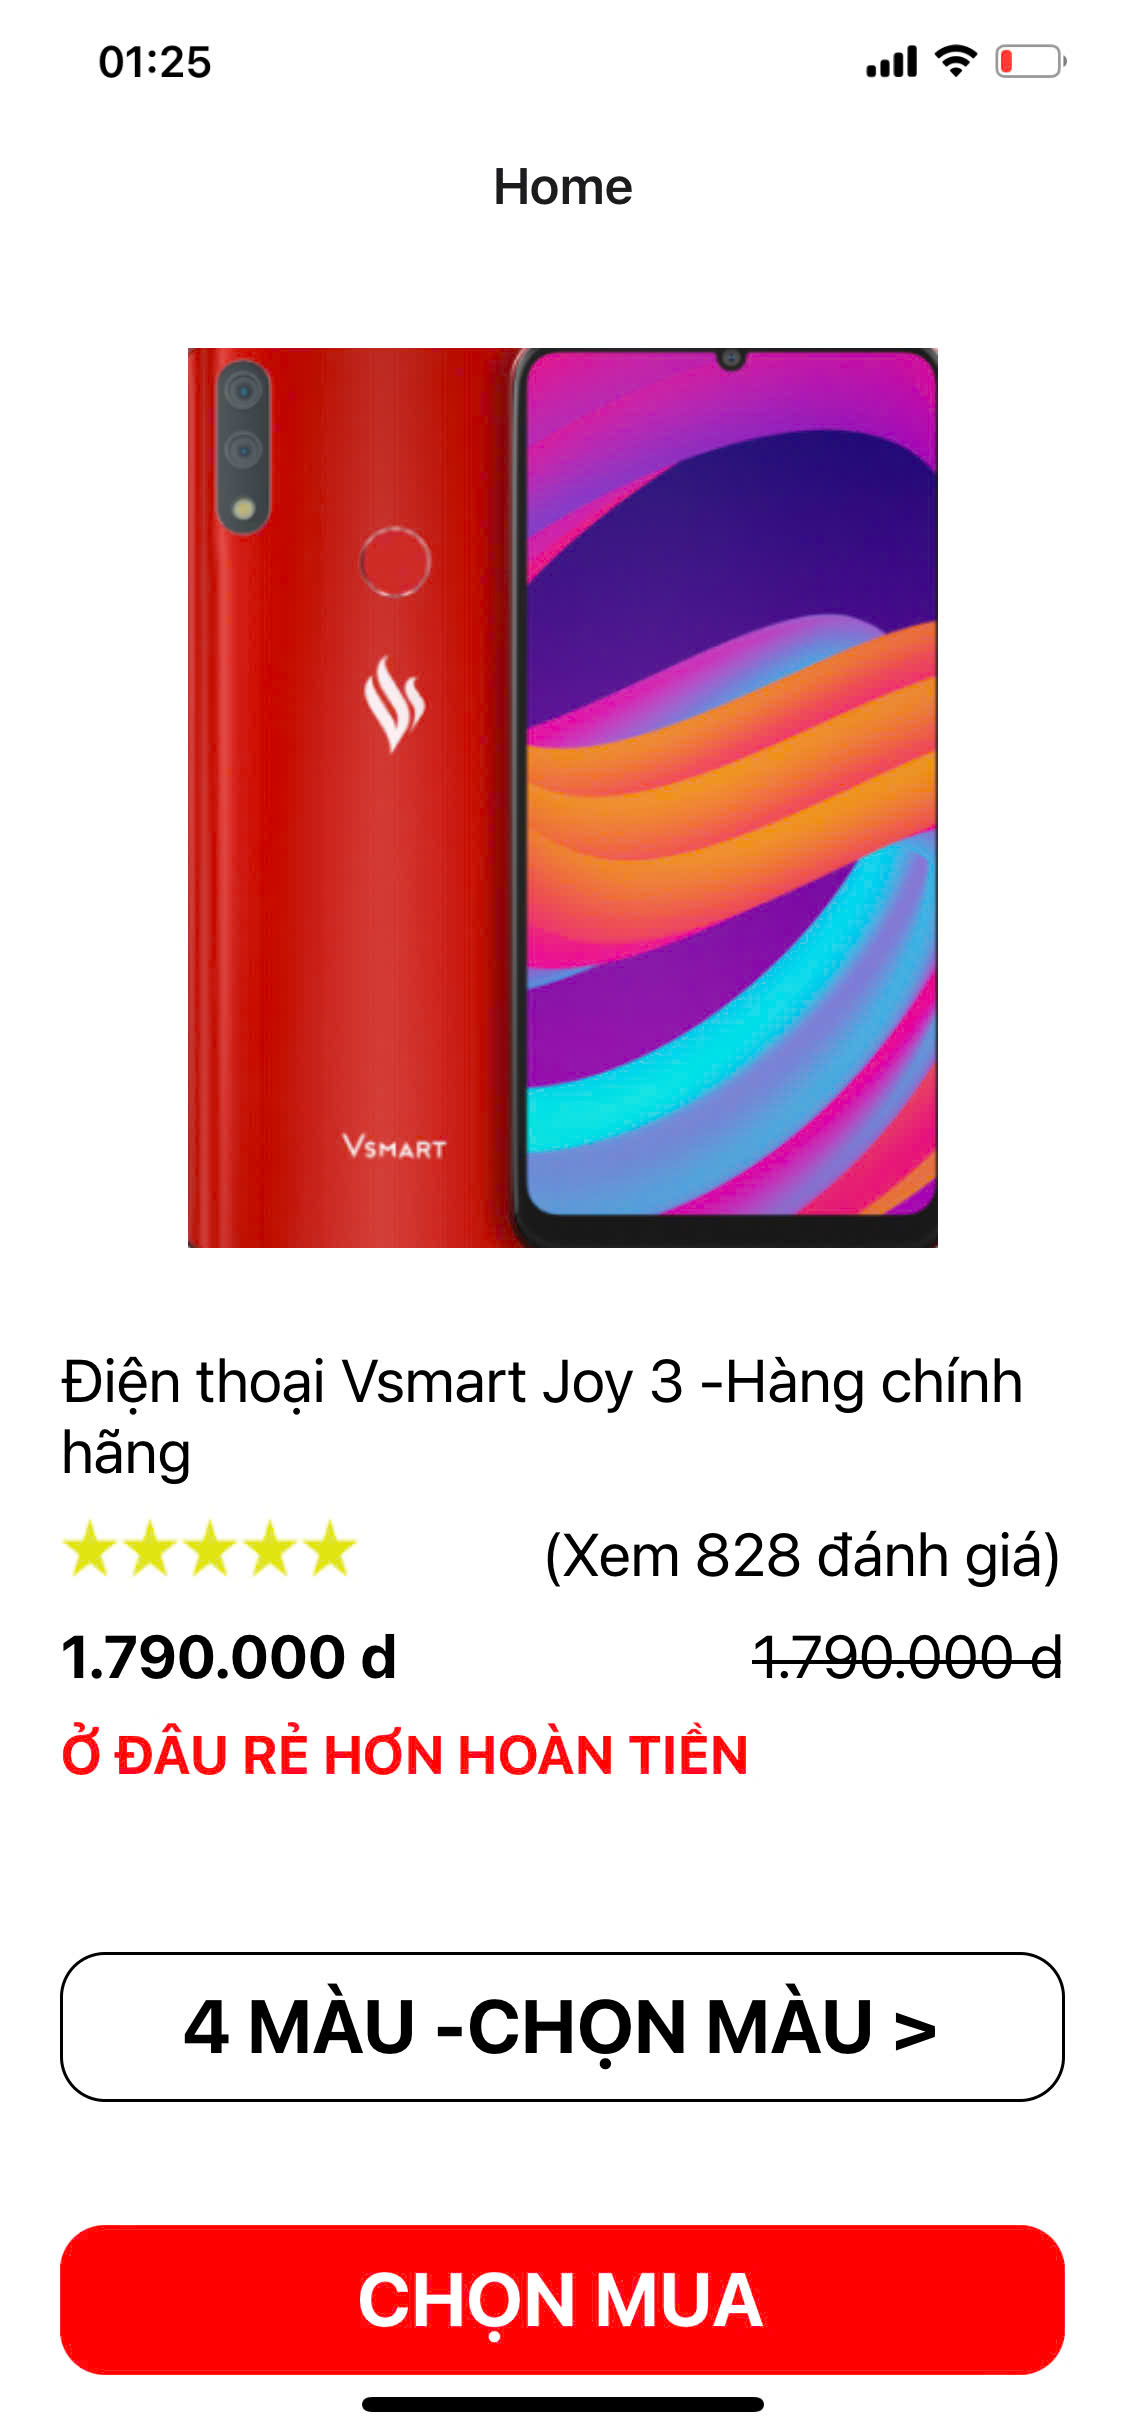 01:25
Home
VSMART
Điện thoại Vsmart Joy 3 -Hàng chính
hãng
★★★★★ (Xem 828 đánh giá)
1.790.000 d 1.790.000 d
Ở ĐÂU RẺ HƠN HOÀN TIỀN
4 MÀU -CHỌN MÀU >
CHỌN MUA